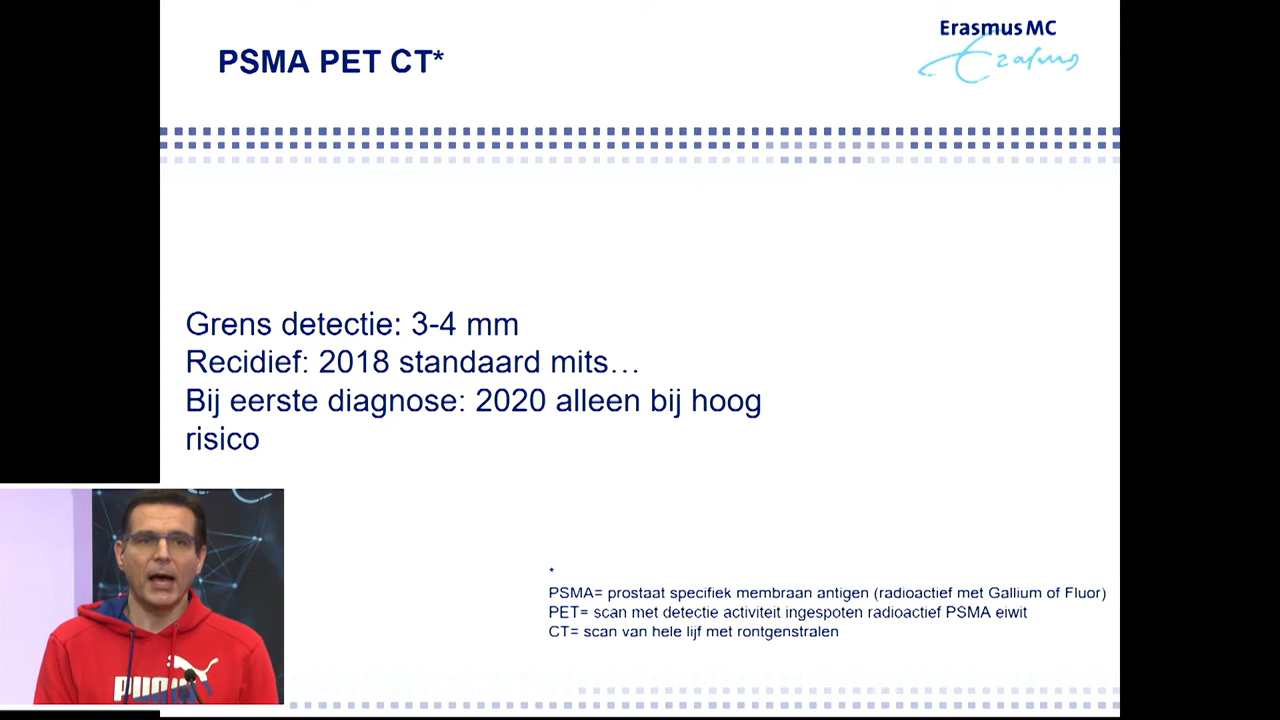 PSMA PET CT*
Erasmus MC
Erasmus
Grens detectie: 3-4 mm
Recidief: 2018 standaard mits…
Bij eerste diagnose: 2020 alleen bij hoog
risico
*
PSMA= prostaat specifiek membraan antigen (radioactief met Gallium of Fluor)
PET= scan met detectie activiteit ingespoten radioactief PSMA eiwit
CT= scan van hele lijf met rontgenstralen
PUMA